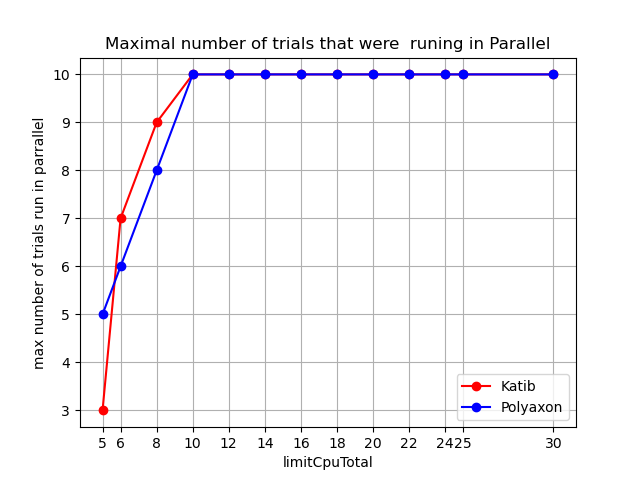 Maximal number of trials that were  runing in Parallel
max number of trials run in parrallel
10
9
8
7
6
5
4
3
Katib
Polyaxon
5 6 8 10 12 14 16 18 20 22 24 25 30
limitCpuTotal